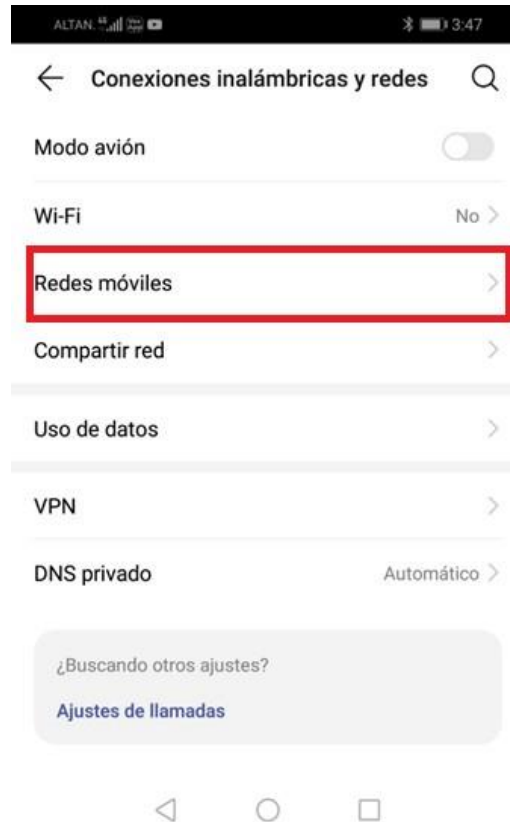 ALTAN. 3:47
Conexiones inalámbricas y redes
Modo avión
Wi-Fi No
Redes móviles
Compartir red
Uso de datos
VPN
DNS privado Automático
¿Buscando otros ajustes?
Ajustes de llamadas